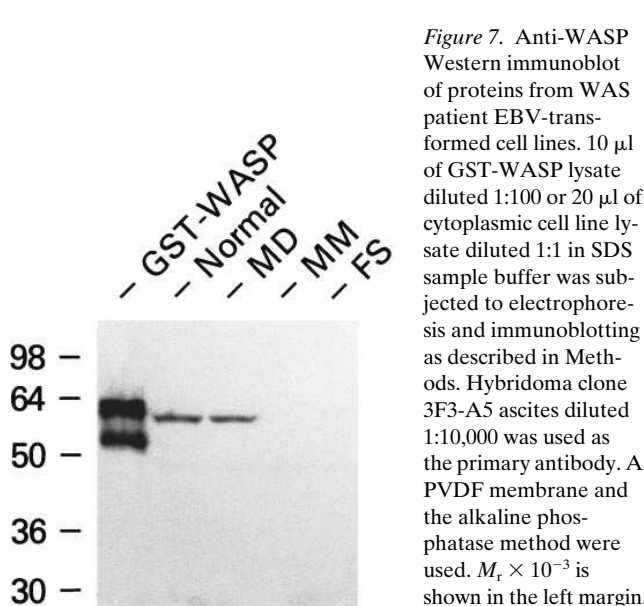 Figure 7. Anti-WASP
Western immunoblot
of proteins from WAS
patient EBV-trans-
formed cell lines. 10 μl
of GST-WASP lysate
diluted 1:100 or 20 μl of
cytoplasmic cell line ly-
sate diluted 1:1 in SDS
sample buffer was sub-
jected to electrophore-
sis and immunoblotting
as described in Meth-
ods. Hybridoma clone
3F3-A5 ascites diluted
1:10,000 was used as
the primary antibody. A
PVDF membrane and
the alkaline phos-
phatase method were
used. Mr × 10−3 is
shown in the left margin.
– GST-WASP
– Normal
– MD
– MM
– FS
98 –
64 –
50 –
36 –
30 –